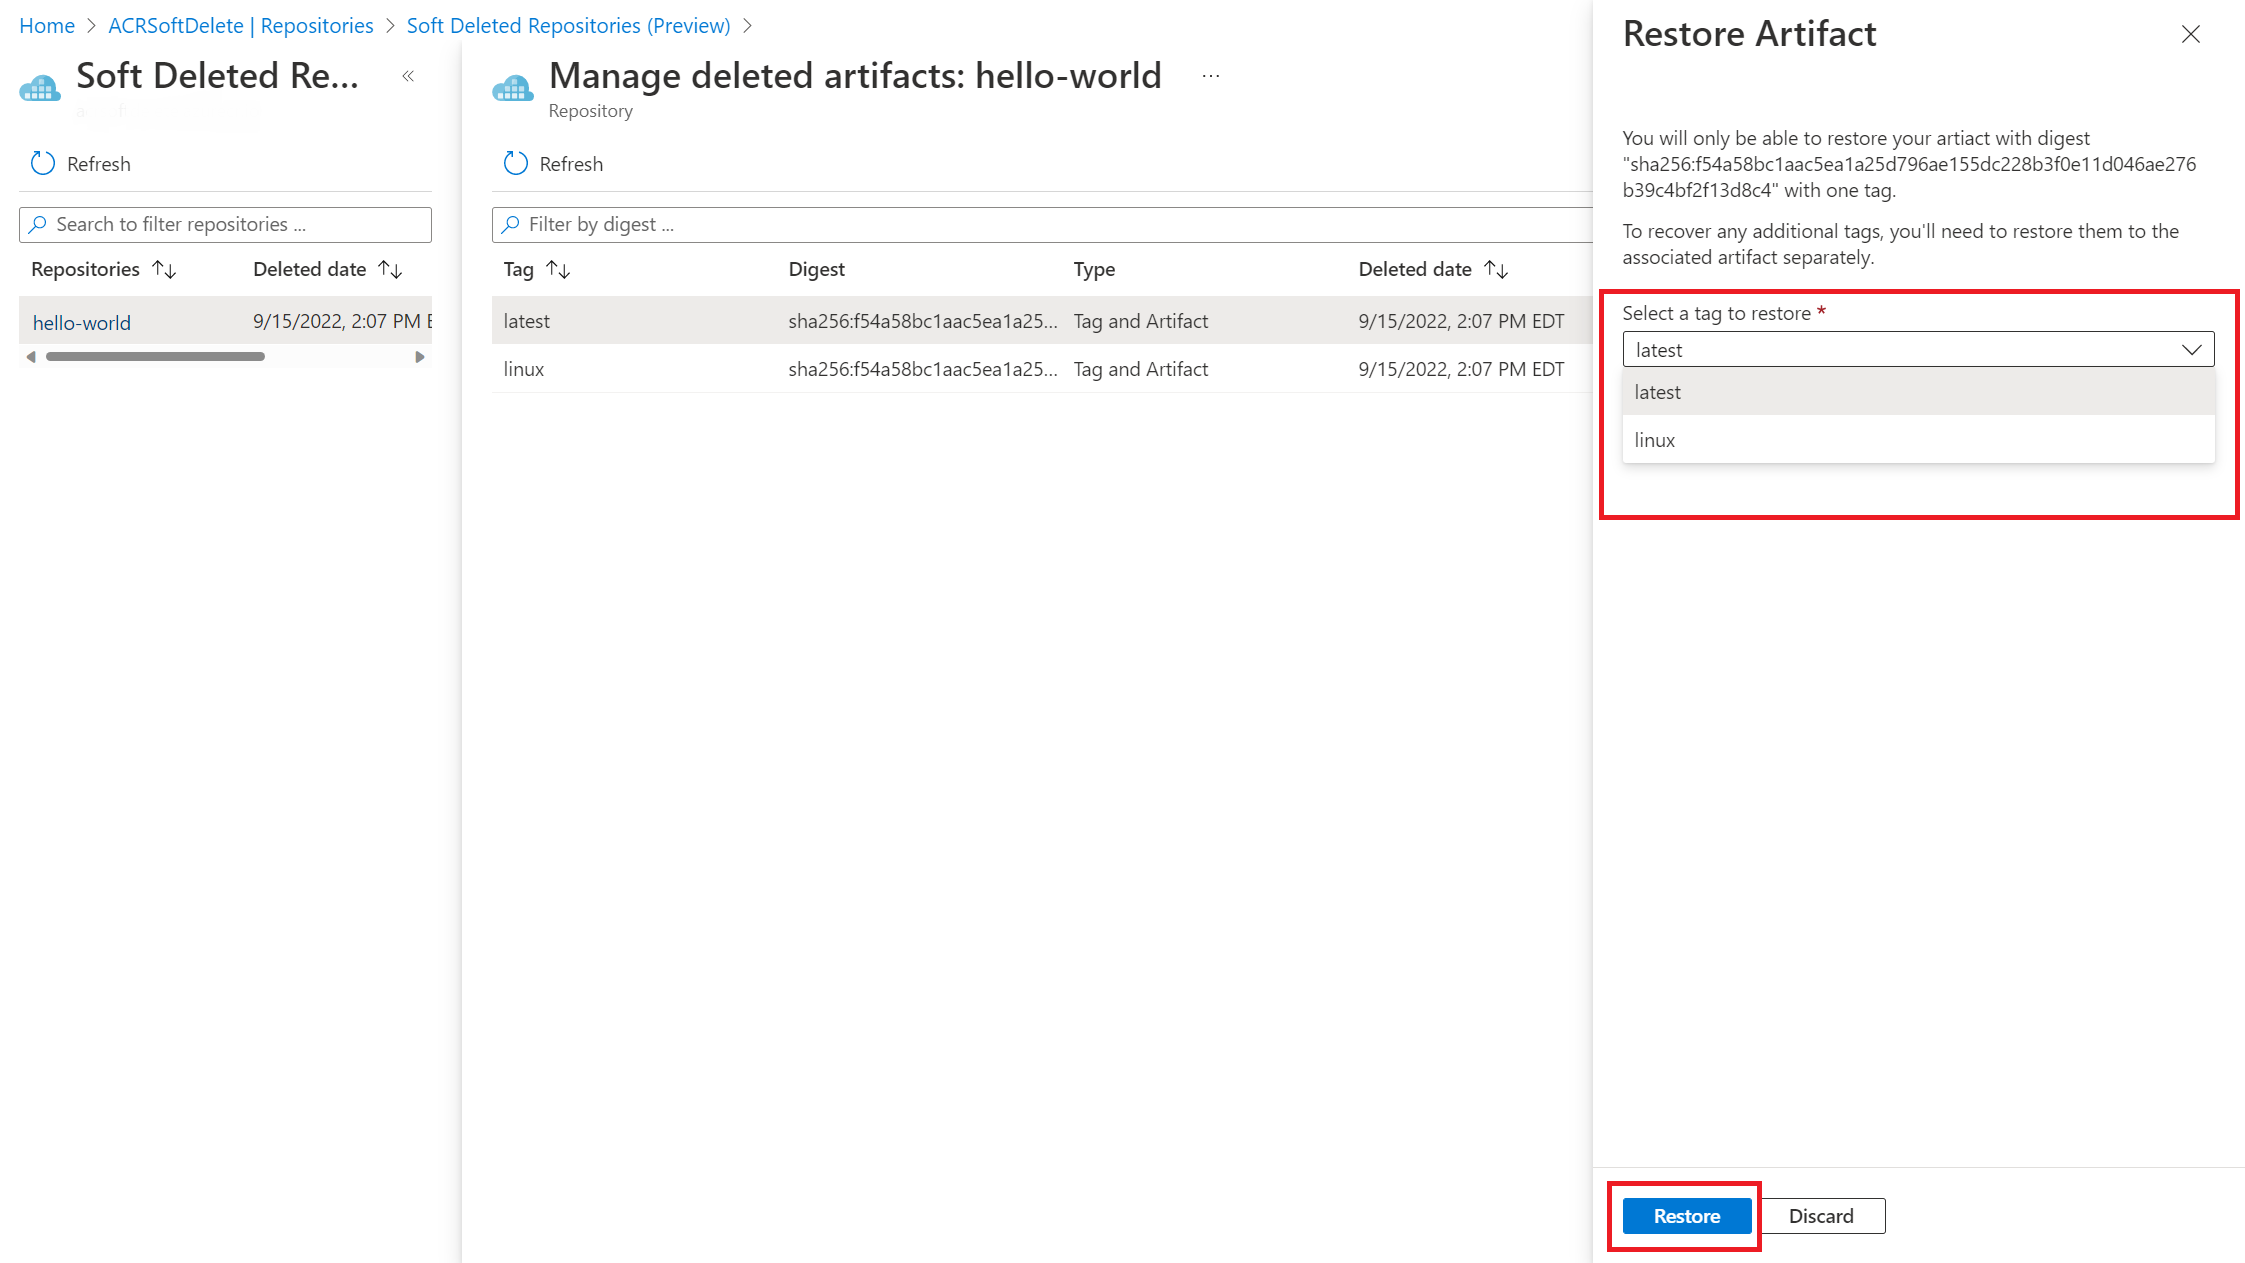 Home > ACRSoftDelete | Repositories > Soft Deleted Repositories (Preview) >
Soft Deleted Re...
«
Refresh
Search to filter repositories ...
Repositories ↑↓ Deleted date ↑↓
hello-world 9/15/2022, 2:07 PM E
Manage deleted artifacts: hello-world ...
Repository
Refresh
Filter by digest ...
Tag ↑↓ Digest Type Deleted date ↑↓
latest sha256:f54a58bc1aac5ea1a25... Tag and Artifact 9/15/2022, 2:07 PM EDT
linux sha256:f54a58bc1aac5ea1a25... Tag and Artifact 9/15/2022, 2:07 PM EDT
Restore Artifact
You will only be able to restore your artiact with digest
"sha256:f54a58bc1aac5ea1a25d796ae155dc228b3f0e11d046ae276
b39c4bf2f13d8c4" with one tag.
To recover any additional tags, you'll need to restore them to the
associated artifact separately.
Select a tag to restore *
latest
latest
linux
Restore Discard